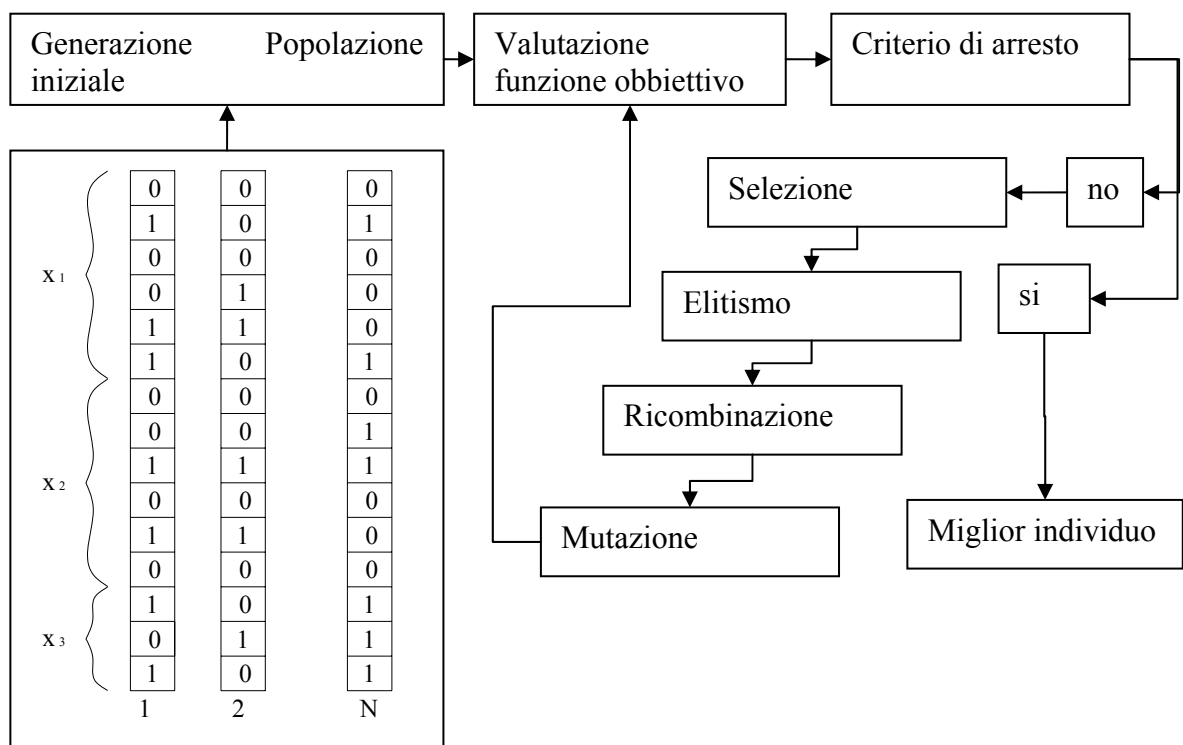 Generazione Popolazione
iniziale
Valutazione
funzione obbiettivo
Criterio di arresto
Selezione
no
Elitismo
si
Ricombinazione
Mutazione
Miglior individuo
0 0 0
1 0 1
0 0 0
x 1
0 1 0
1 1 0
1 0 1
0 0 0
0 0 1
1 1 1
x 2
0 0 0
1 1 0
0 0 0
1 0 1
x 3 0 1 1
1 0 1
1 2 N